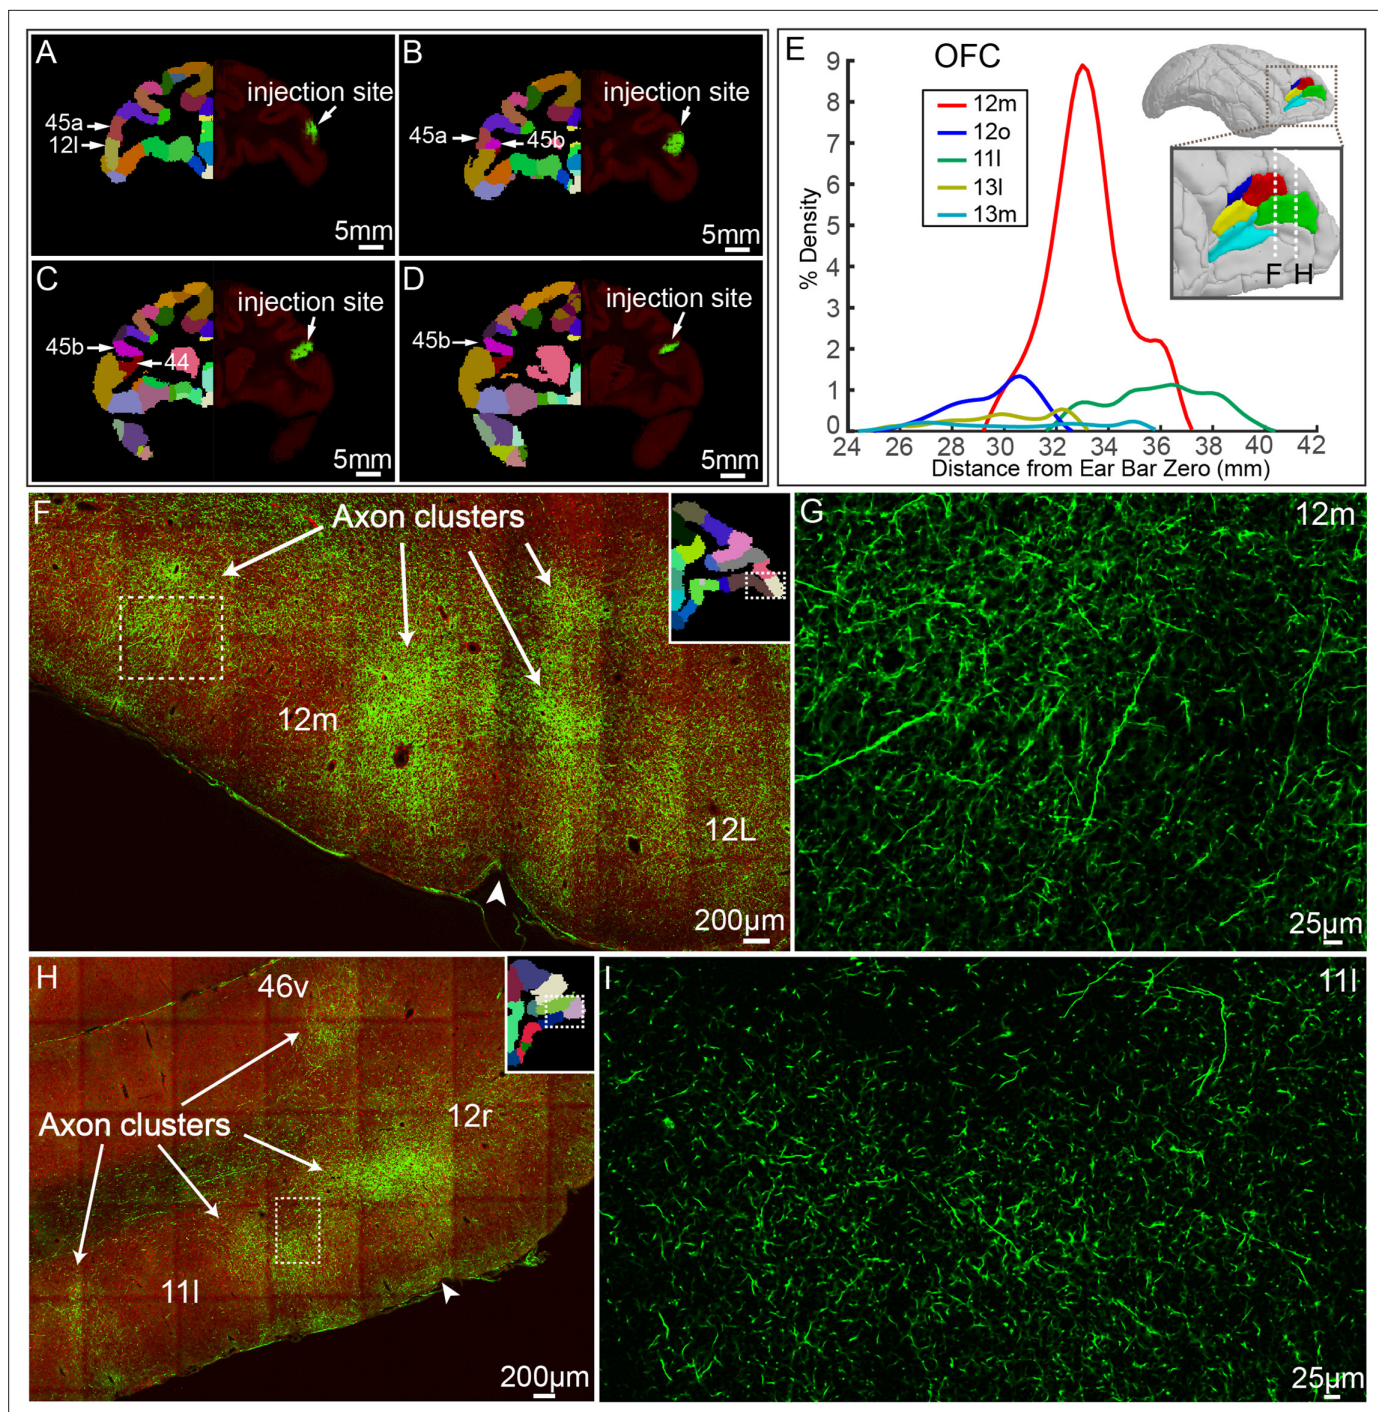 A
injection site
45a
12l
5mm
B
injection site
45a
45b
5mm
C
injection site
45b
44
5mm
D
injection site
45b
5mm
E
OFC
12m
12o
11l
13l
13m
% Density
9
8
7
6
5
4
3
2
1
0
24 26 28 30 32 34 36 38 40 42
Distance from Ear Bar Zero (mm)
F H
F
Axon clusters
12m
12L
200µm
G
12m
25µm
H
46v
Axon clusters
12r
11l
200µm
I
11l
25µm